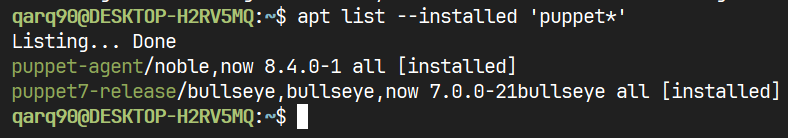 qarq90@DESKTOP-H2RV5MQ:~$ apt list --installed 'puppet*'
Listing... Done
puppet-agent/noble,now 8.4.0-1 all [installed]
puppet7-release/bullseye,bullseye,now 7.0.0-21bullseye all [installed]
qarq90@DESKTOP-H2RV5MQ:~$